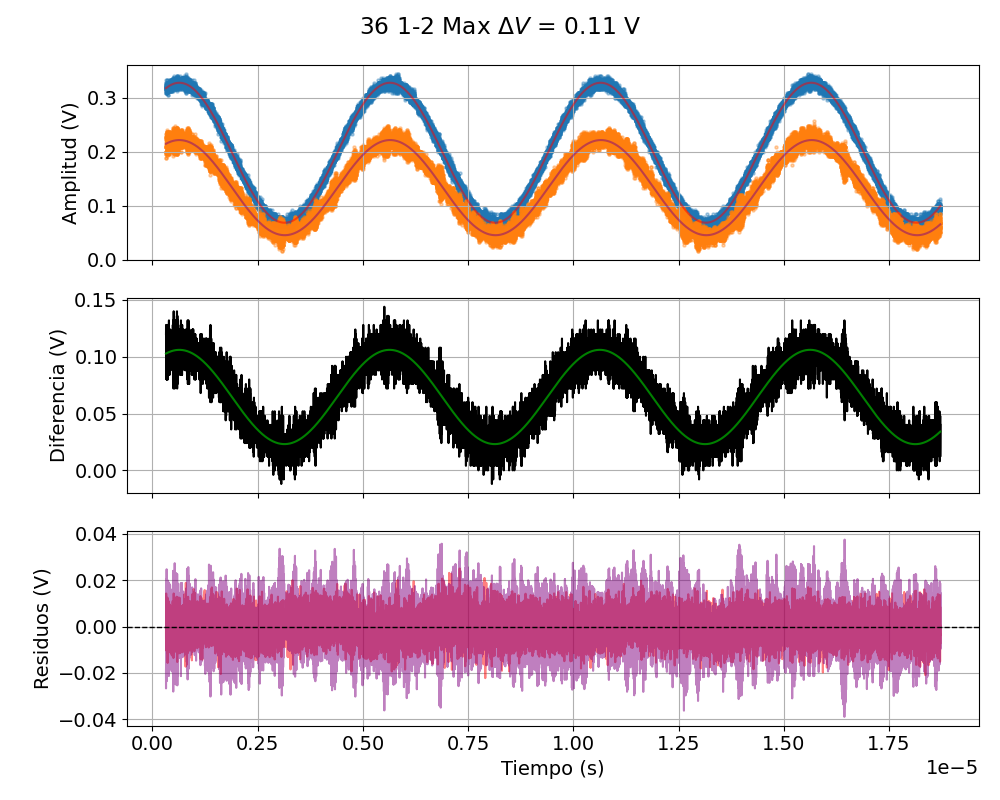 36 1-2 Max ΔV = 0.11 V
0.3
0.2
0.1
0.0
Amplitud (V)
0.15
0.10
0.05
0.00
Diferencia (V)
0.04
0.02
0.00
−0.02
−0.04
Residuos (V)
0.00 0.25 0.50 0.75 1.00 1.25 1.50 1.75
1e−5
Tiempo (s)